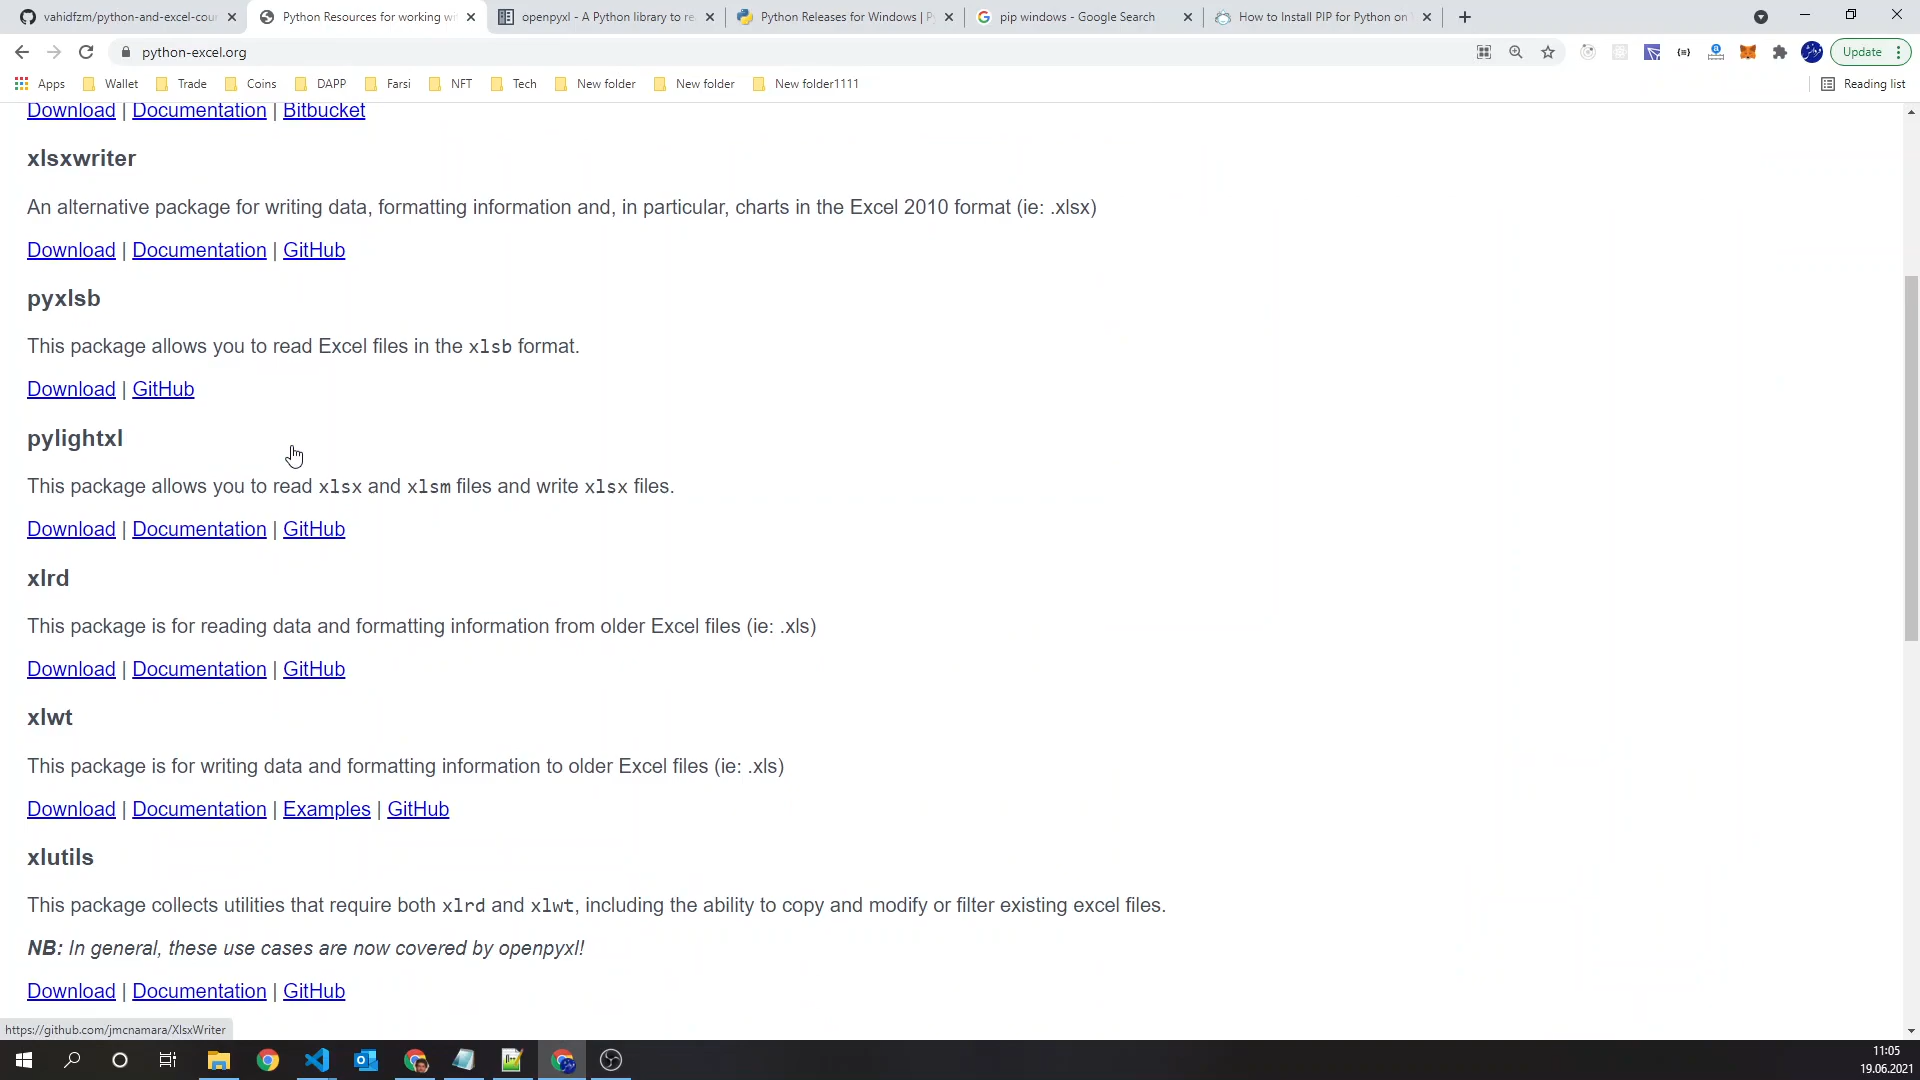 vahidfzm/python-and-excel-cou
Python Resources for working wi
openpyxl - A Python library to re
Python Releases for Windows | P
pip windows - Google Search
How to Install PIP for Python on
python-excel.org
Update
Apps
Wallet
Trade
Coins
DAPP
Farsi
NFT
Tech
New folder
New folder
New folder1111
Reading list
Download | Documentation | Bitbucket
xlsxwriter
An alternative package for writing data, formatting information and, in particular, charts in the Excel 2010 format (ie: .xlsx)
Download | Documentation | GitHub
pyxlsb
This package allows you to read Excel files in the xlsb format.
Download | GitHub
pylightxl
This package allows you to read xlsx and xlsm files and write xlsx files.
Download | Documentation | GitHub
xlrd
This package is for reading data and formatting information from older Excel files (ie: .xls)
Download | Documentation | GitHub
xlwt
This package is for writing data and formatting information to older Excel files (ie: .xls)
Download | Documentation | Examples | GitHub
xlutils
This package collects utilities that require both xlrd and xlwt, including the ability to copy and modify or filter existing excel files.
NB: In general, these use cases are now covered by openpyxl!
Download | Documentation | GitHub
https://github.com/jmcnamara/XlsxWriter
11:05
19.06.2021